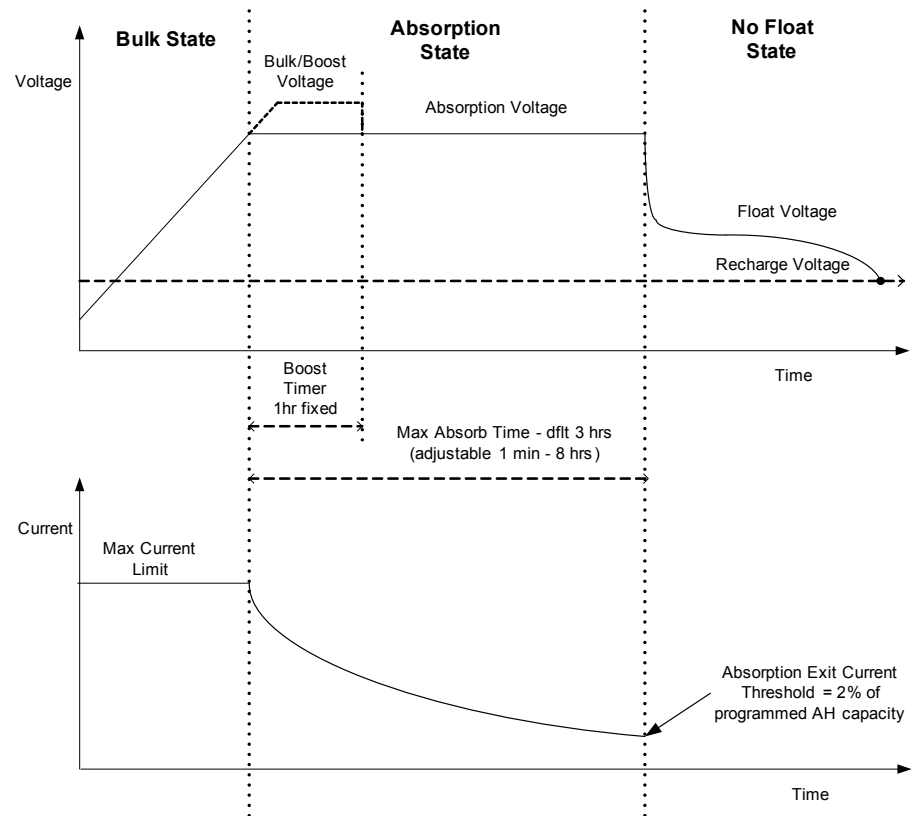 Bulk State
Absorption
State
No Float
State
Voltage
Bulk/Boost
Voltage
Absorption Voltage
Float Voltage
Recharge Voltage
Time
Boost
Timer
1hr fixed
Max Absorb Time - dflt 3 hrs
(adjustable 1 min - 8 hrs)
Current
Max Current
Limit
Absorption Exit Current
Threshold = 2% of
programmed AH capacity
Time